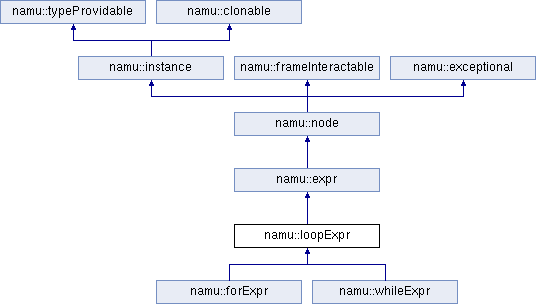 namu::typeProvidable namu::clonable
namu::instance namu::frameInteractable namu::exceptional
namu::node
namu::expr
namu::loopExpr
namu::forExpr namu::whileExpr